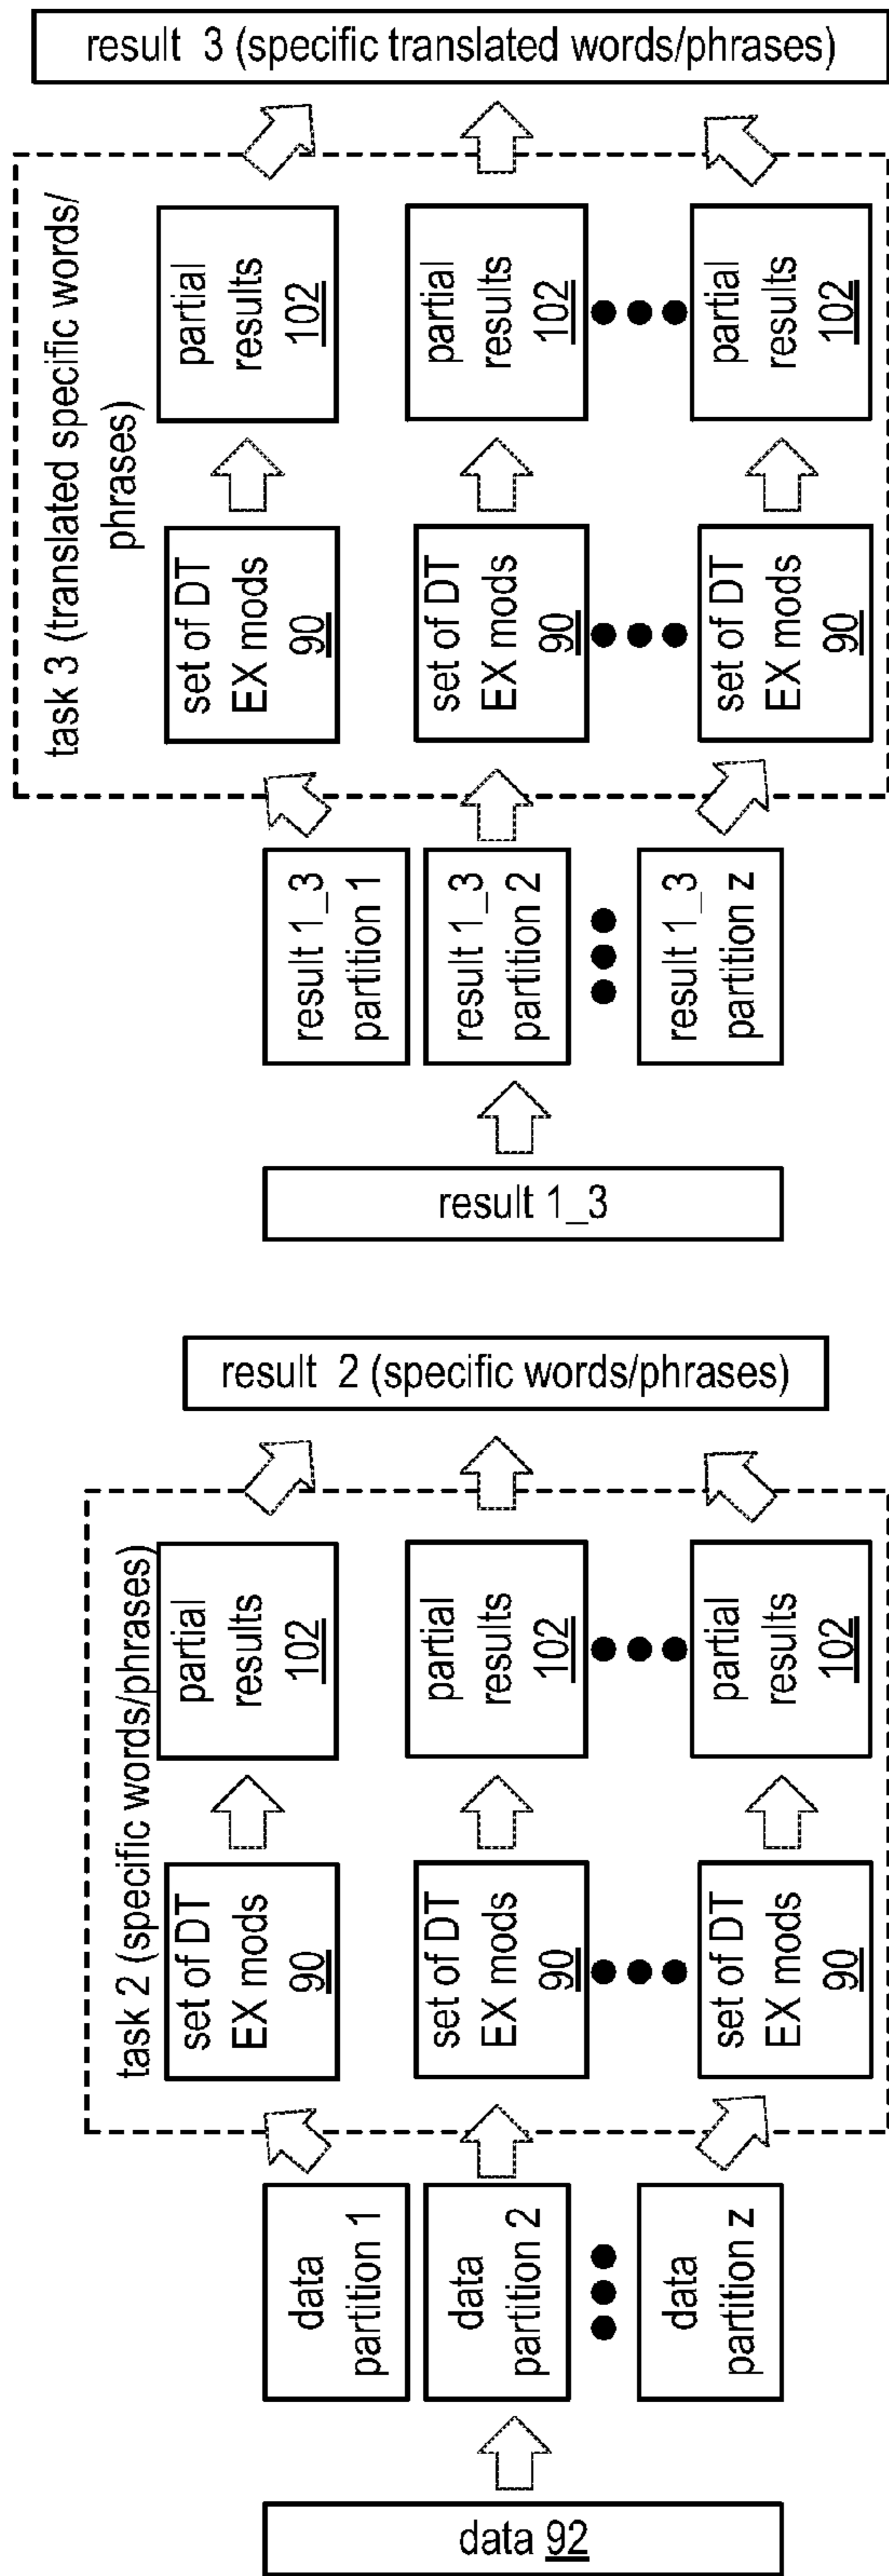 data 92
data
partition 1
data
partition 2
data
partition z
task 2 (specific words/phrases)
set of DT
EX mods
90
partial
results
102
set of DT
EX mods
90
partial
results
102
set of DT
EX mods
90
partial
results
102
result 2 (specific words/phrases)
result 1_3
result 1_3
partition 1
result 1_3
partition 2
result 1_3
partition z
task 3 (translated specific words/
phrases)
set of DT
EX mods
90
partial
results
102
set of DT
EX mods
90
partial
results
102
set of DT
EX mods
90
partial
results
102
result 3 (specific translated words/phrases)